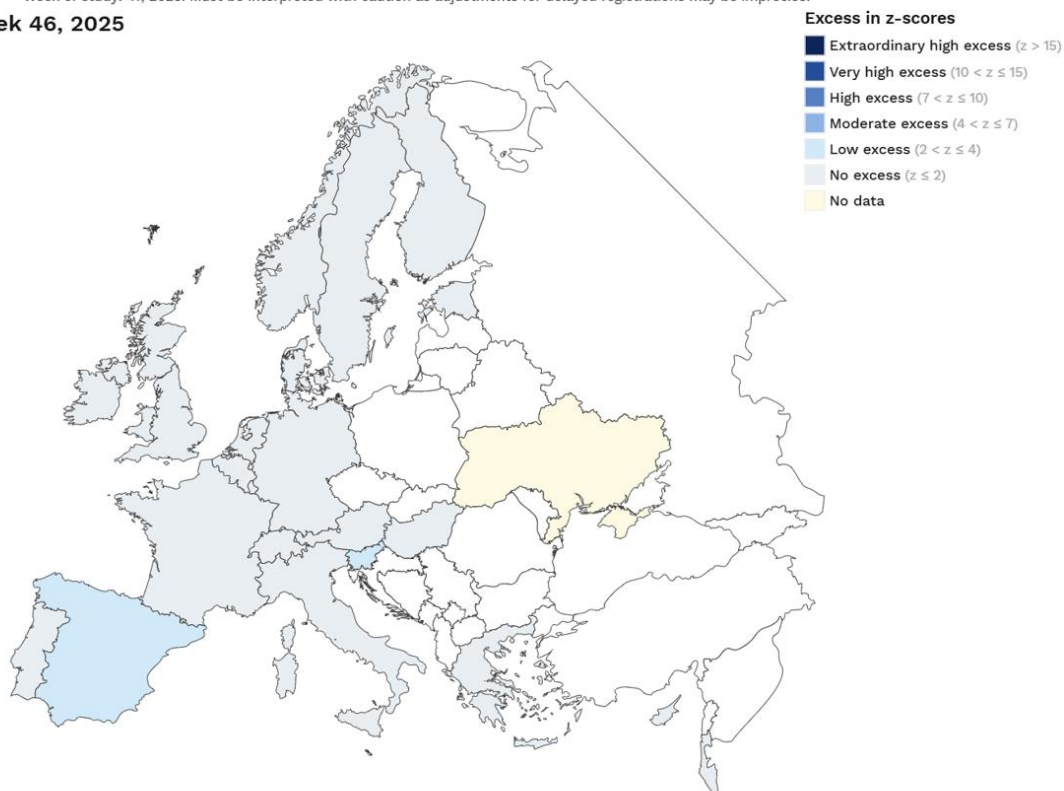 ek 46, 2025
Excess in z-scores
Extraordinary high excess (z > 15)
Very high excess (10 < z ≤ 15)
High excess (7 < z ≤ 10)
Moderate excess (4 < z ≤ 7)
Low excess (2 < z ≤ 4)
No excess (z ≤ 2)
No data